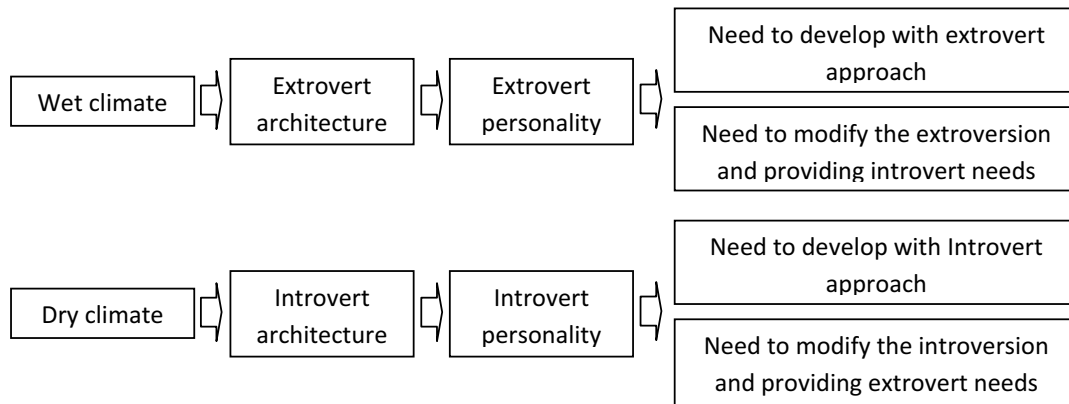 Need to develop with extrovert
approach
Wet climate
Extrovert
architecture
Extrovert
personality
Need to modify the extroversion
and providing introvert needs
Need to develop with Introvert
approach
Dry climate
Introvert
architecture
Introvert
personality
Need to modify the introversion
and providing extrovert needs